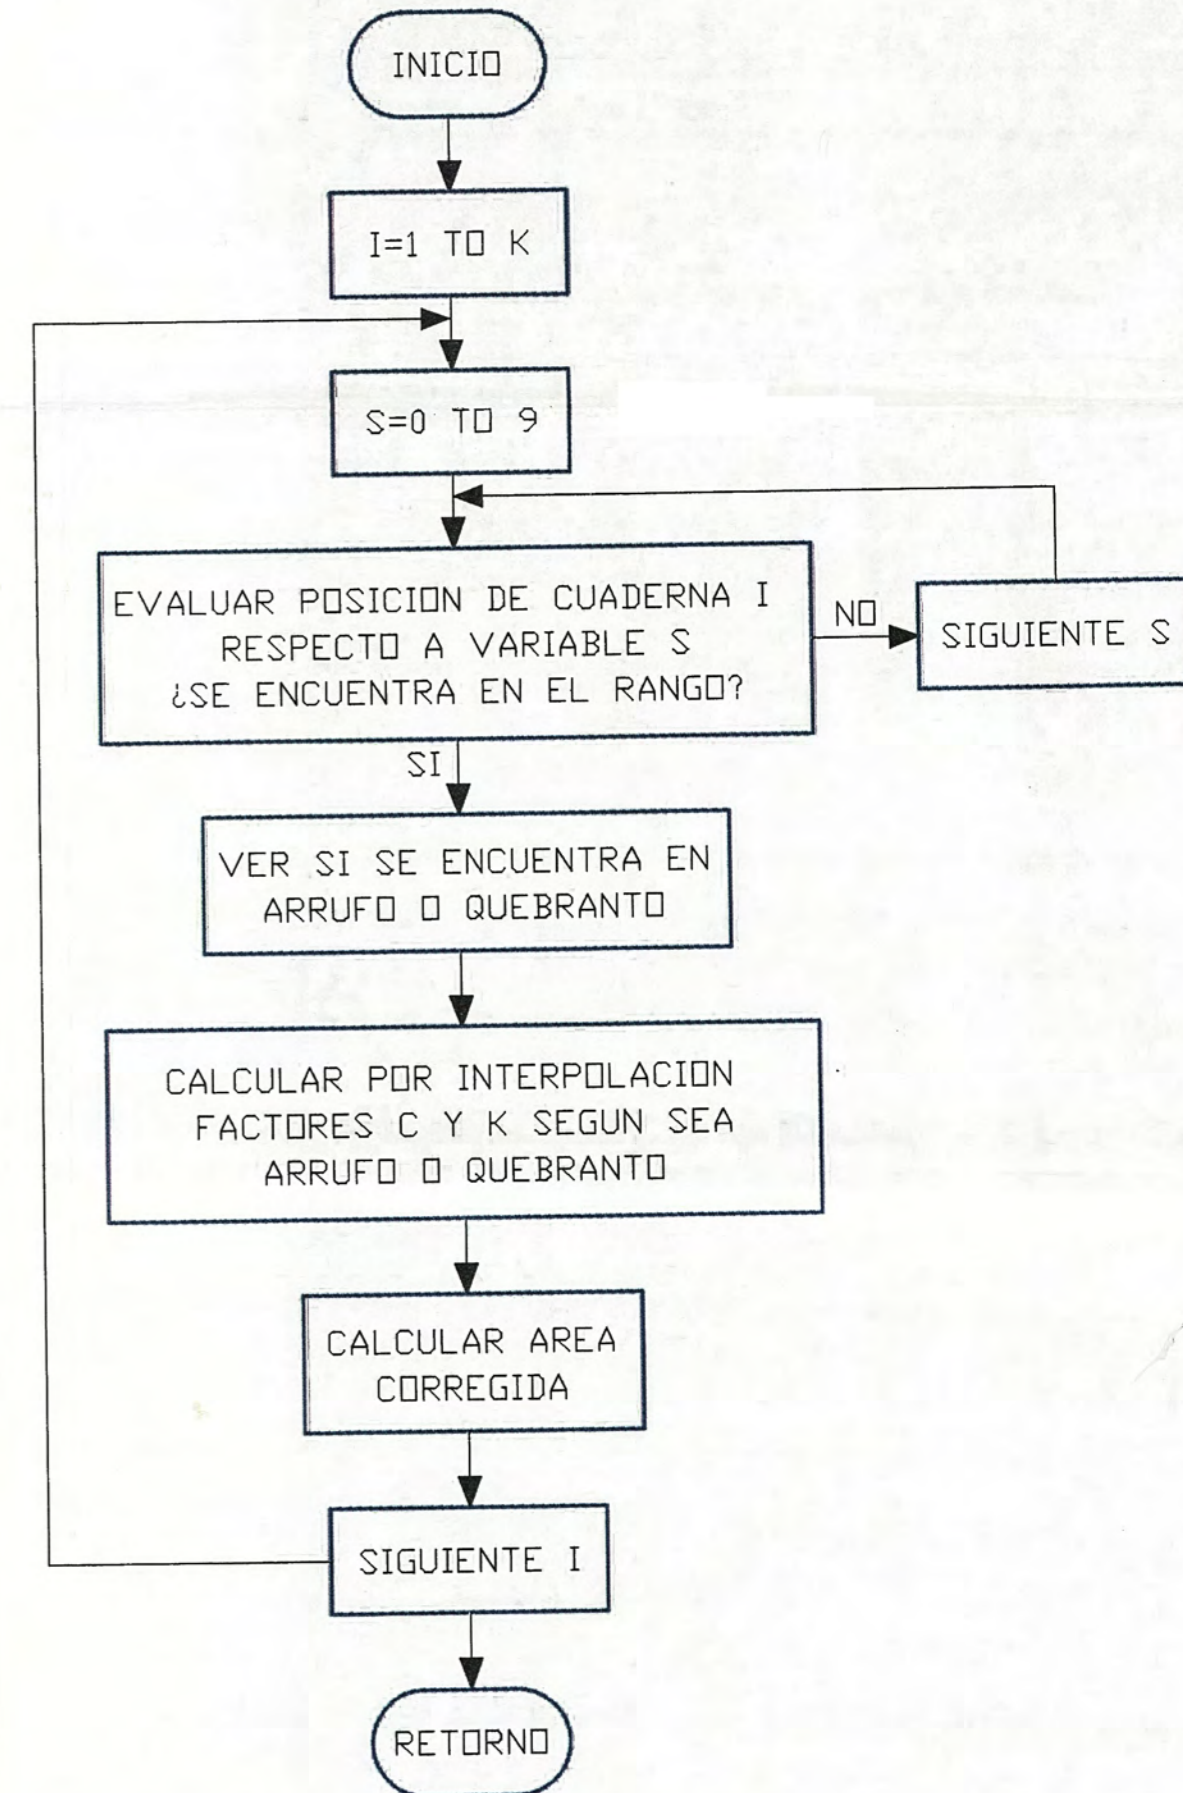 INICIO
I=1 TO K
S=0 TO 9
EVALUAR POSICION DE CUADERNA I
RESPECTO A VARIABLE S
¿SE ENCUENTRA EN EL RANGO?
NO
SIGUIENTE S
SI
VER SI SE ENCUENTRA EN
ARRUFO O QUEBRANTO
CALCULAR POR INTERPOLACION
FACTORES C Y K SEGUN SEA
ARRUFO O QUEBRANTO
CALCULAR AREA
CORREGIDA
SIGUIENTE I
RETORNO